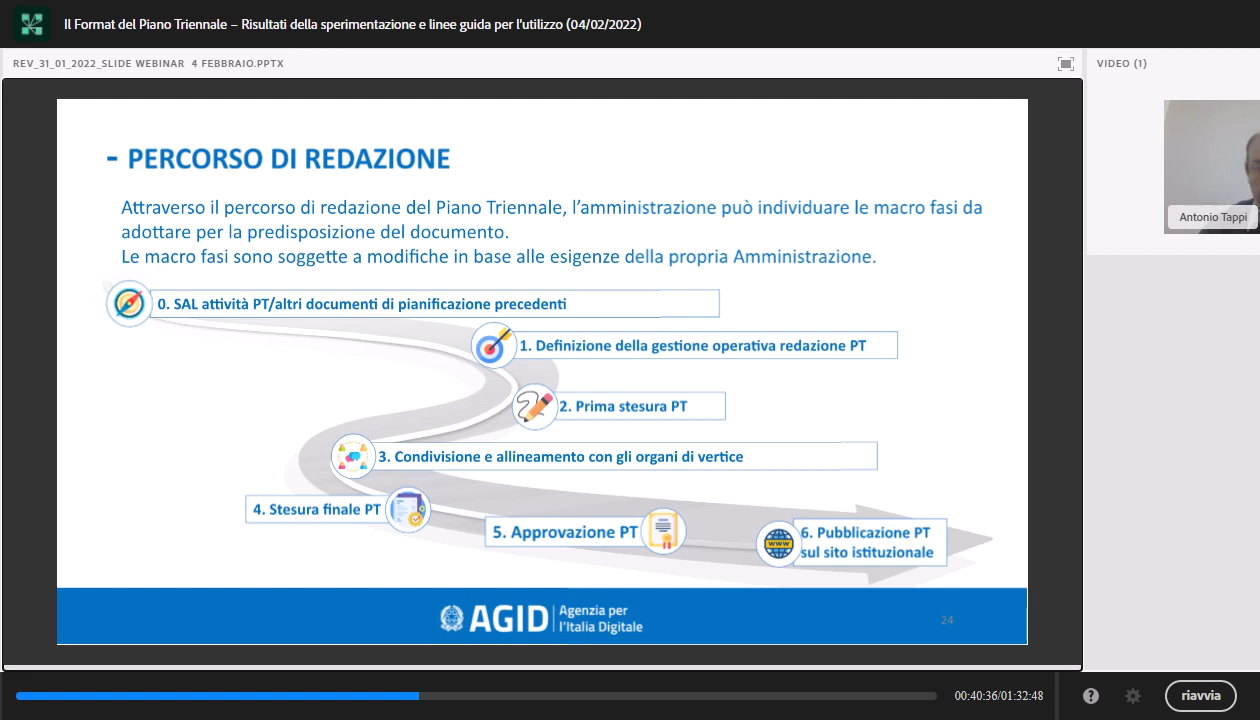 Il Format del Piano Triennale – Risultati della sperimentazione e linee guida per l'utilizzo (04/02/2022)
REV_31_01_2022_SLIDE WEBINAR 4 FEBBRAIO.PPTX
VIDEO (1)
- PERCORSO DI REDAZIONE
Attraverso il percorso di redazione del Piano Triennale, l'amministrazione può individuare le macro fasi da
adottare per la predisposizione del documento.
Le macro fasi sono soggette a modifiche in base alle esigenze della propria Amministrazione.
Antonio Tappi
0. SAL attività PT/altri documenti di pianificazione precedenti
1. Definizione della gestione operativa redazione PT
2. Prima stesura PT
3. Condivisione e allineamento con gli organi di vertice
4. Stesura finale PT
5. Approvazione PT
WWW
6. Pubblicazione PT
sul sito istituzionale
AGID
Agenzia per
l'Italia Digitale
24
00:40:36/01:32:48
?
riavvia